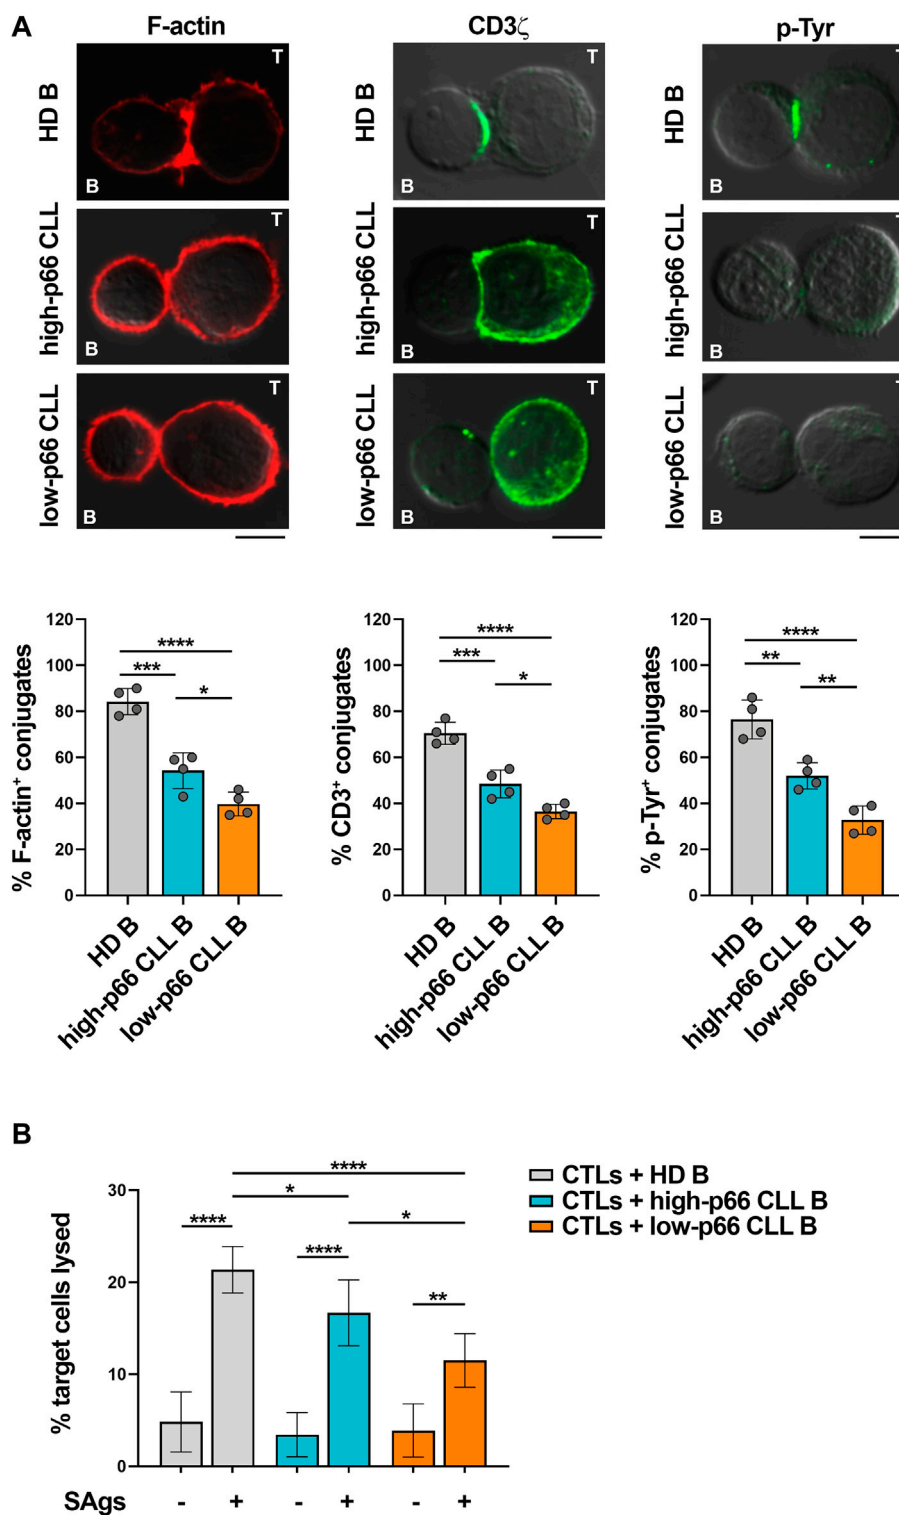 A
F-actin
CD3ζ
p-Tyr
HD B
T
B
HD B
T
B
HD B
T
B
high-p66 CLL
T
B
high-p66 CLL
T
B
high-p66 CLL
T
B
low-p66 CLL
T
B
low-p66 CLL
T
B
low-p66 CLL
T
B
% F-actin+ conjugates
120
100
80
60
40
20
0
****
***
*
HD B
high-p66 CLL B
low-p66 CLL B
% CD3+ conjugates
120
100
80
60
40
20
0
****
***
*
HD B
high-p66 CLL B
low-p66 CLL B
% p-Tyr+ conjugates
120
100
80
60
40
20
0
****
**
**
HD B
high-p66 CLL B
low-p66 CLL B
B
% target cells lysed
30
20
10
0
****
*
*
****
****
**
CTLs + HD B
CTLs + high-p66 CLL B
CTLs + low-p66 CLL B
SAgs - + - + - +